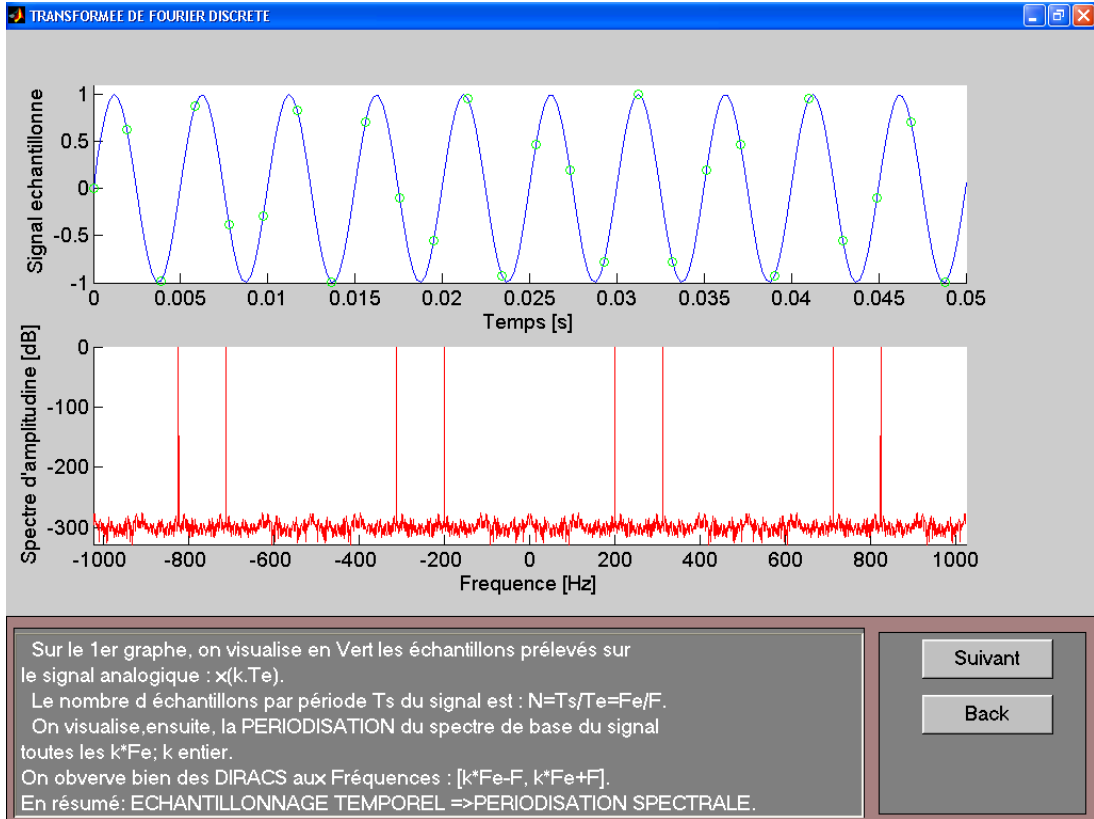 TRANSFORMEE DE FOURIER DISCRETE
Signal echantillonne
1
0.5
0
-0.5
-1
0 0.005 0.01 0.015 0.02 0.025 0.03 0.035 0.04 0.045 0.05
Temps [s]
Spectre d'amplitudine [dB]
0
-100
-200
-300
-1000 -800 -600 -400 -200 0 200 400 600 800 1000
Frequence [Hz]
Sur le 1er graphe, on visualise en Vert les échantillons prélevés sur
le signal analogique : x(k.Te).
Le nombre d échantillons par période Ts du signal est : N=Ts/Te=Fe/F.
On visualise,ensuite, la PERIODISATION du spectre de base du signal
toutes les k*Fe; k entier.
On obverve bien des DIRACS aux Fréquences : [k*Fe-F, k*Fe+F].
En résumé: ECHANTILLONNAGE TEMPOREL =>PERIODISATION SPECTRALE.
Suivant
Back